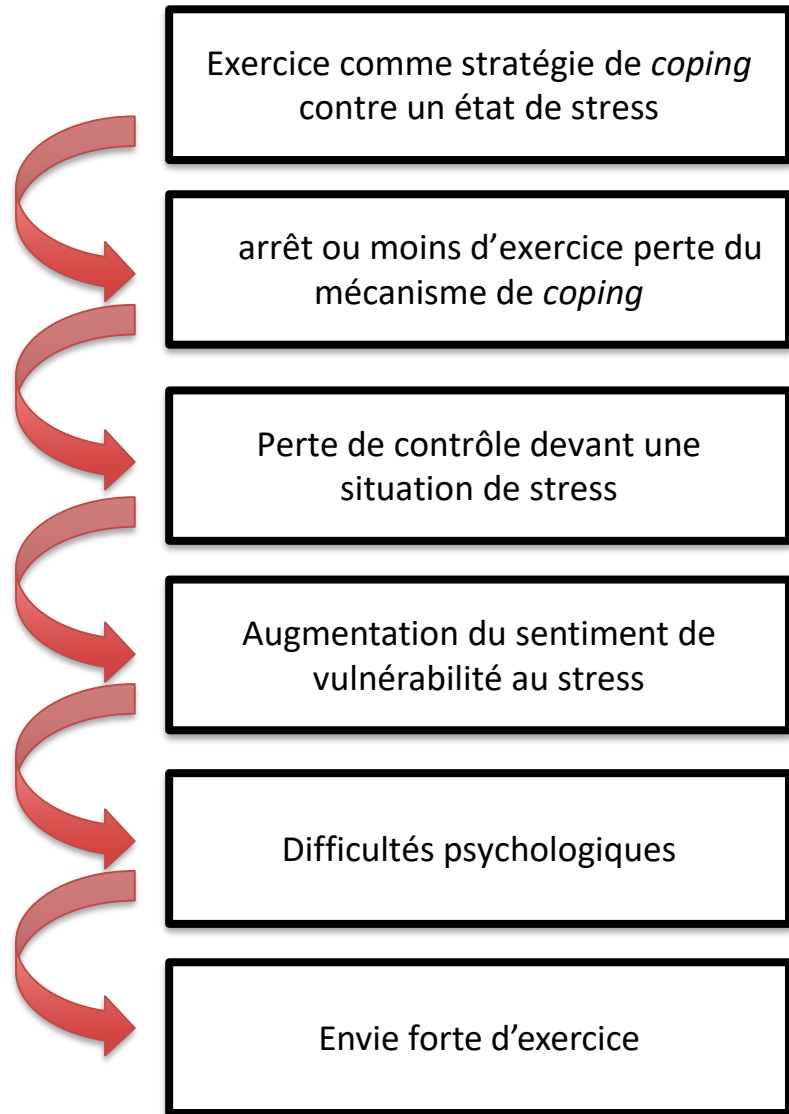 Exercice comme stratégie de coping
contre un état de stress
arrêt ou moins d’exercice perte du
mécanisme de coping
Perte de contrôle devant une
situation de stress
Augmentation du sentiment de
vulnérabilité au stress
Difficultés psychologiques
Envie forte d’exercice